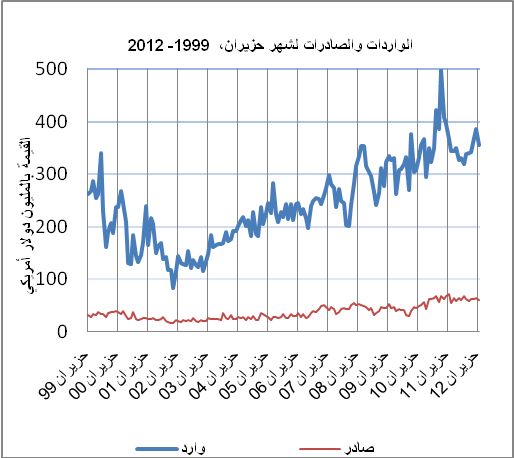 الواردات والصادرات لشهر حزيران، 1999- 2012
القيمة بالمليون دولار أمريكي
500
400
300
200
100
0
حزيران 99
حزيران 00
حزيران 01
حزيران 02
حزيران 03
حزيران 04
حزيران 05
حزيران 06
حزيران 07
حزيران 08
حزيران 09
حزيران 10
حزيران 11
حزيران 12
وارد
صادر